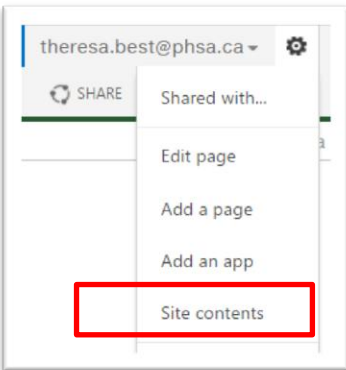 theresa.best@phsa.ca
SHARE
Shared with...
Edit page
Add a page
Add an app
Site contents